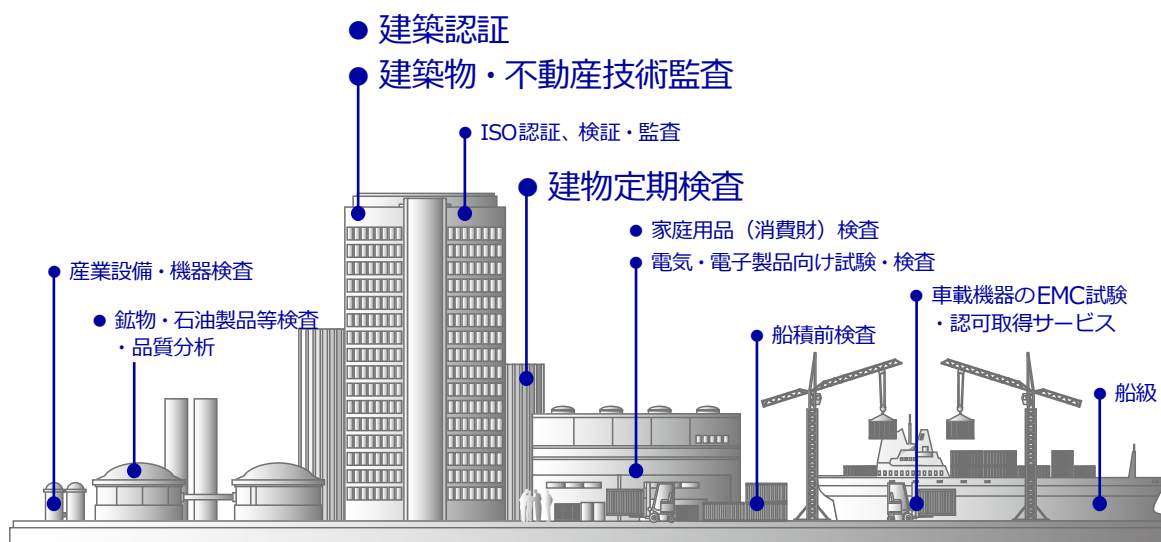 ● 建築認証
● 建築物・不動産技術監査
● ISO認証、検証・監査
● 建物定期検査
● 家庭用品（消費財）検査
● 電気・電子製品向け試験・検査
● 産業設備・機器検査
● 鉱物・石油製品等検査
・品質分析
● 船積前検査
● 車載機器のEMC試験
・認可取得サービス
● 船級